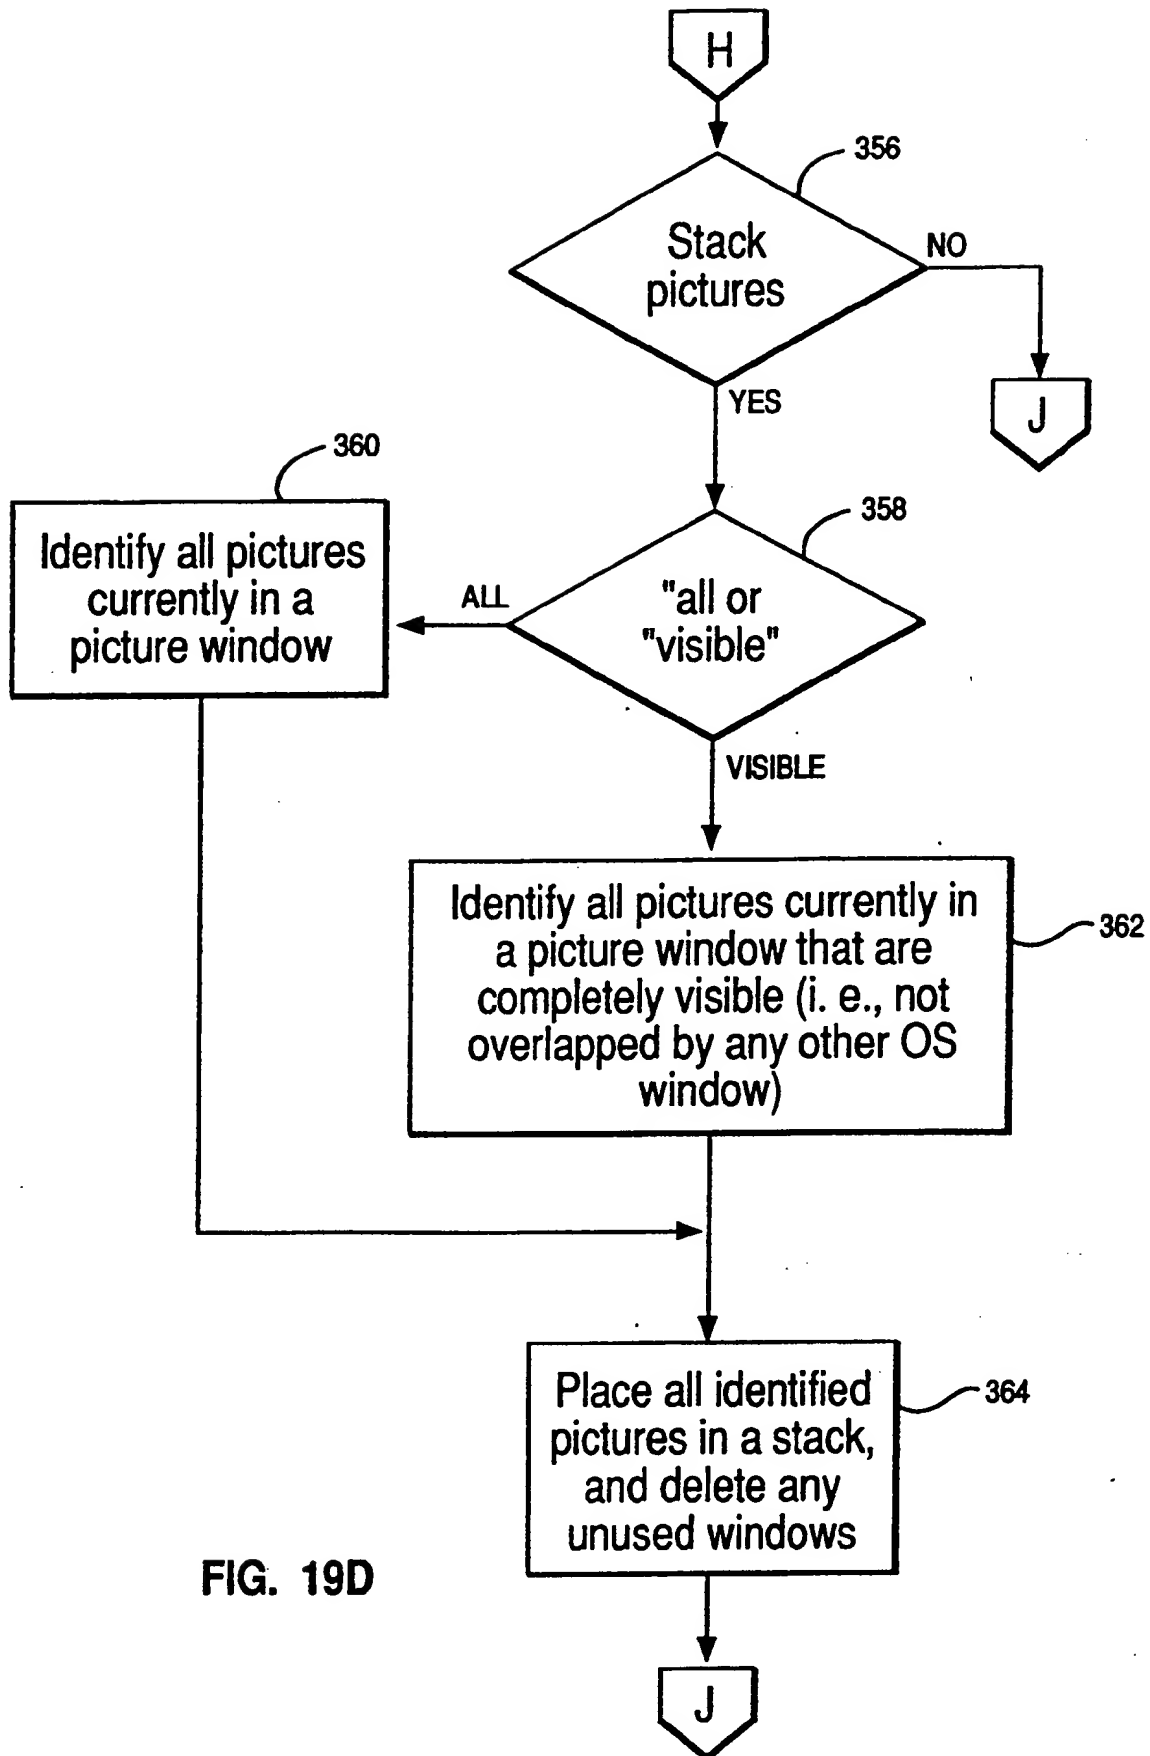 H
356
Stack
pictures
NO
J
YES
360
Identify all pictures
currently in a
picture window
358
ALL
"all or
"visible"
VISIBLE
Identify all pictures currently in
a picture window that are
completely visible (i. e., not
overlapped by any other OS
window)
362
Place all identified
pictures in a stack,
and delete any
unused windows
364
FIG. 19D
J